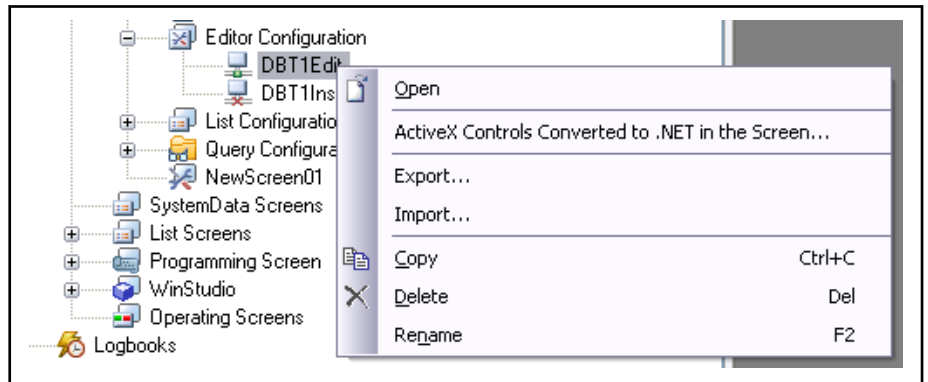 Editor Configuration
DBT1Edit
DBT1Ins
List Configuratio
Query Configura
NewScreen01
SystemData Screens
List Screens
Programming Screen
WinStudio
Operating Screens
Logbooks
Open
ActiveX Controls Converted to .NET in the Screen...
Export...
Import...
Copy Ctrl+C
Delete Del
Rename F2